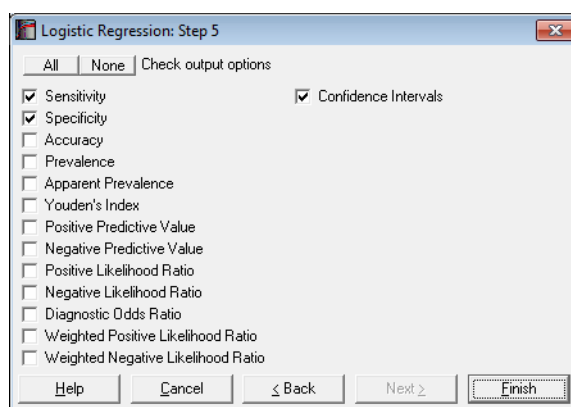 Logistic Regression: Step 5
All None Check output options
Sensitivity
Confidence Intervals
Specificity
Accuracy
Prevalence
Apparent Prevalence
Youden's Index
Positive Predictive Value
Negative Predictive Value
Positive Likelihood Ratio
Negative Likelihood Ratio
Diagnostic Odds Ratio
Weighted Positive Likelihood Ratio
Weighted Negative Likelihood Ratio
Help Cancel < Back Next > Finish